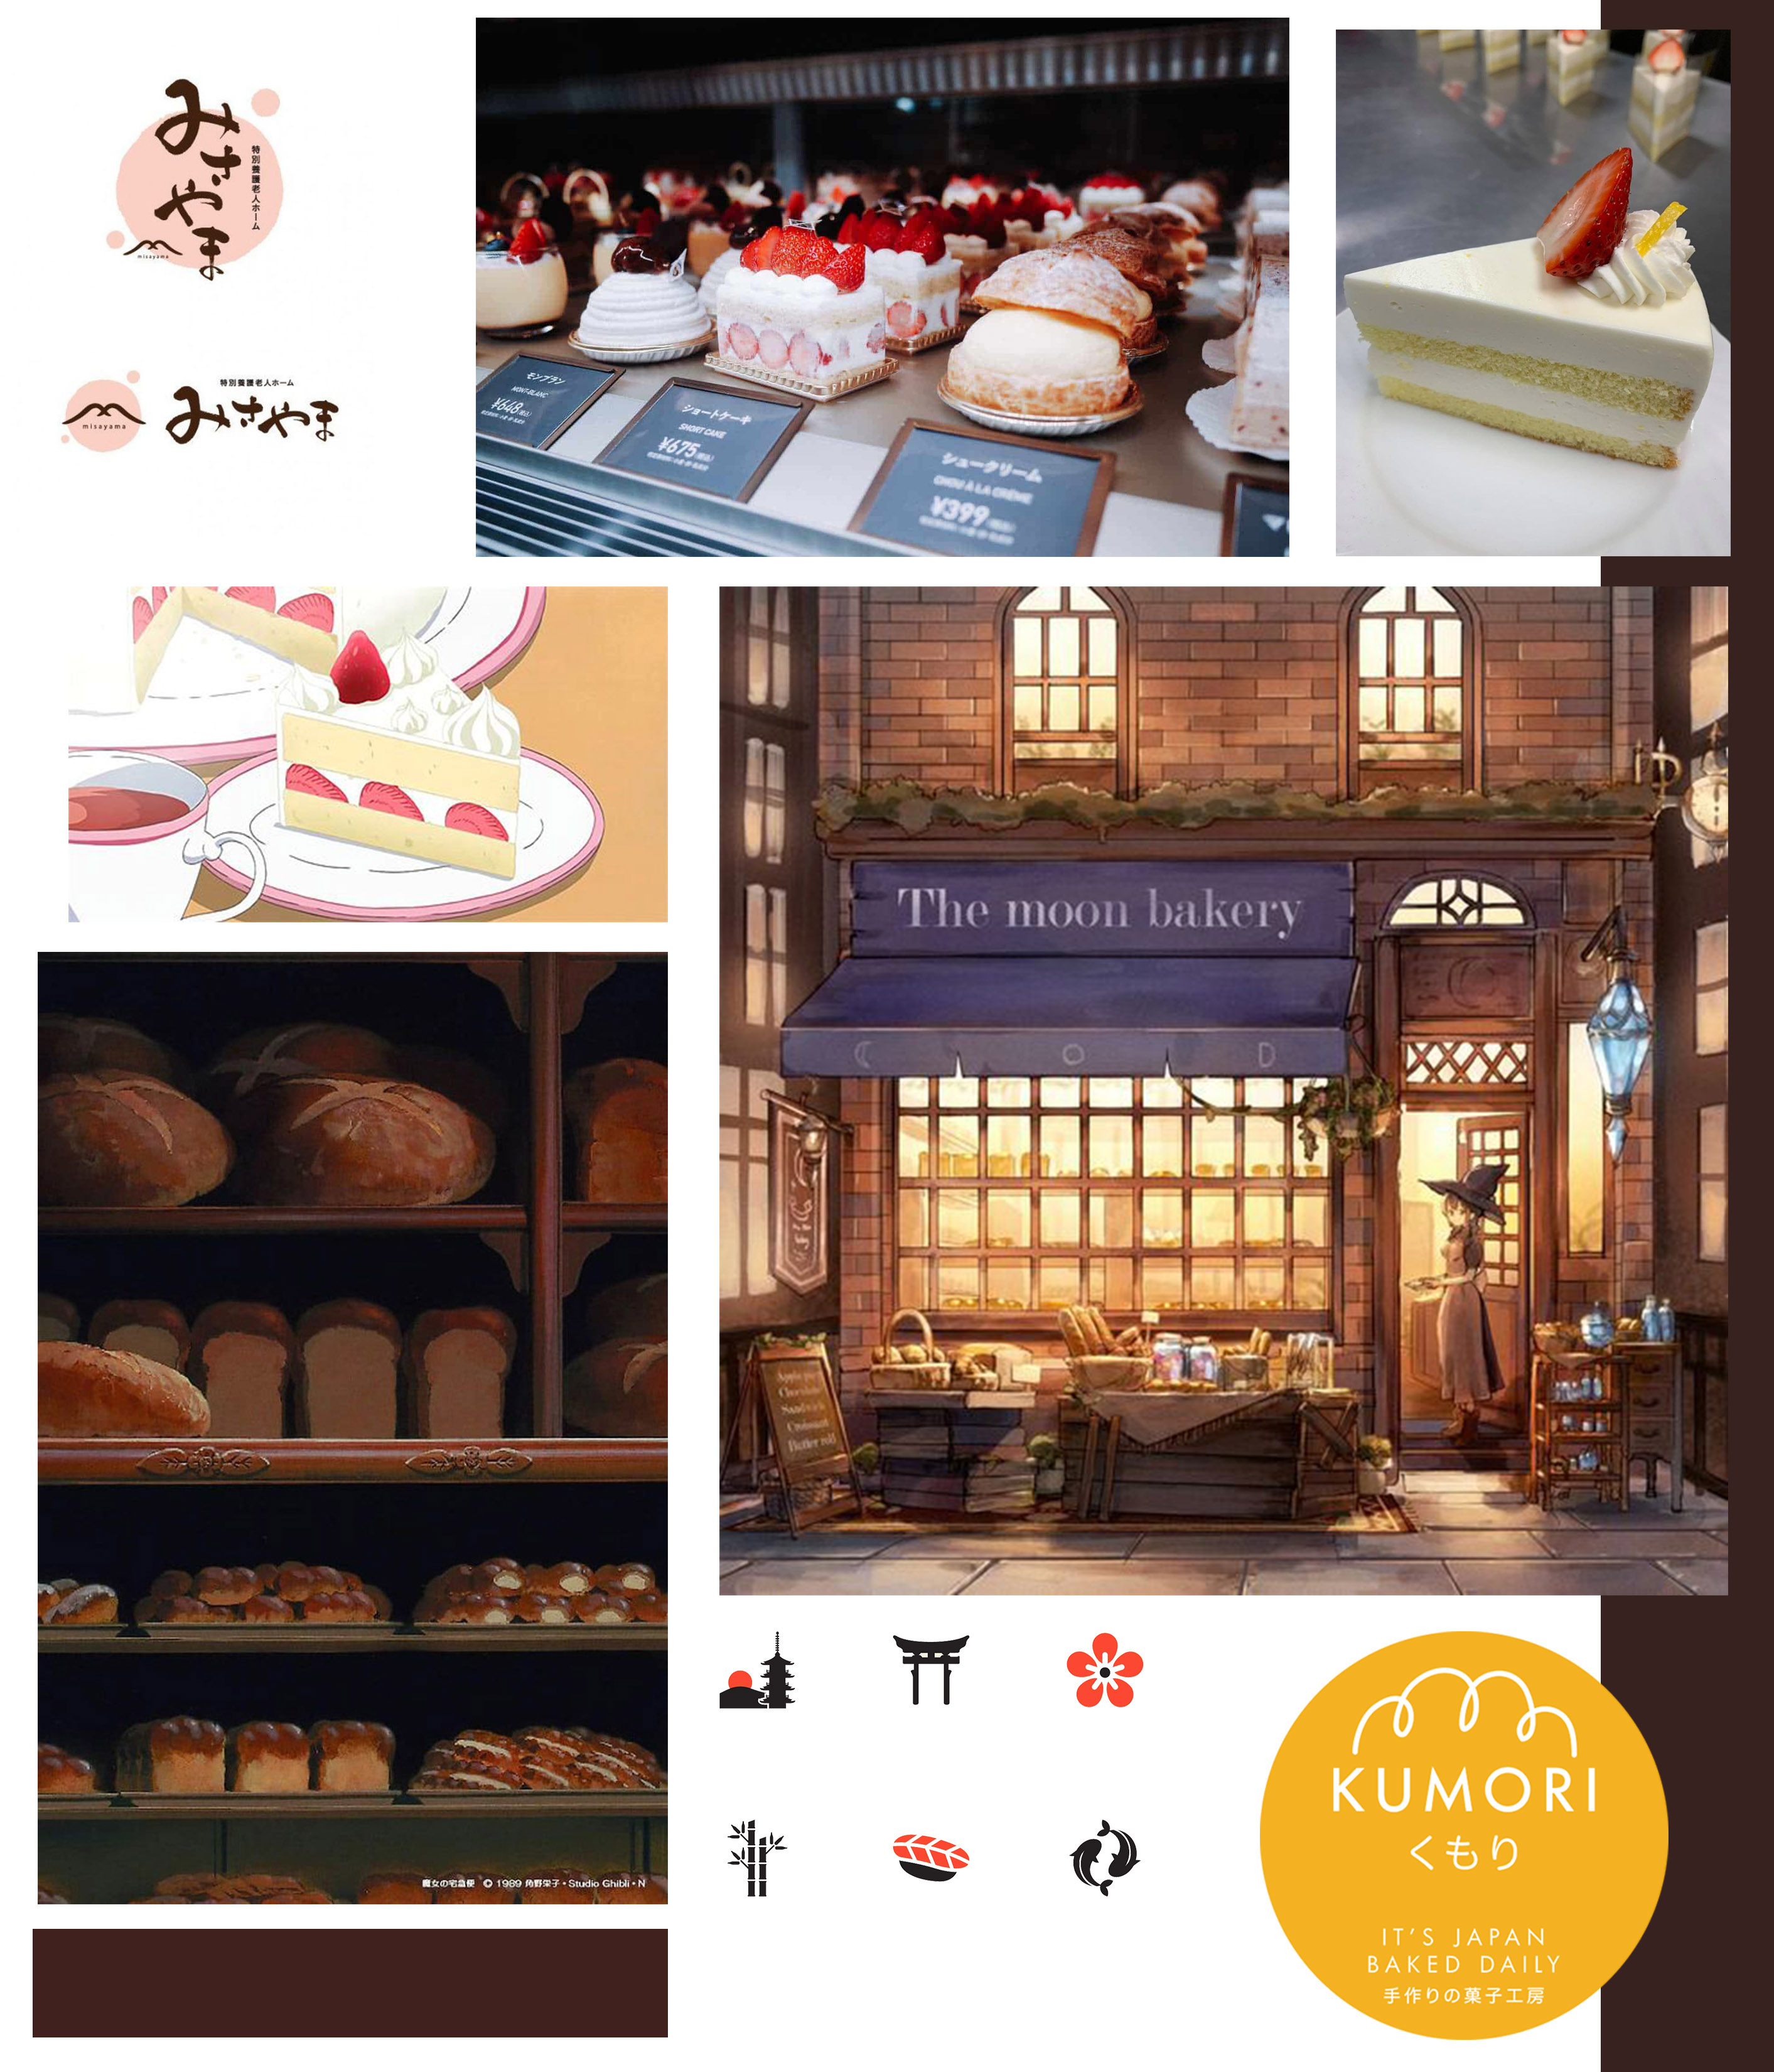 みさやま
特別養護老人ホーム
misayama
特別養護老人ホーム
みさやま
misayama
モンブラン
MONT-BLANC
¥648(税込)
ショートケーキ
SHORT CAKE
¥675(税込)
シュークリーム
CHOU À LA CRÈME
¥399(税込)
The moon bakery
Apple pie
Chocolate
Sandwich
Croissant
Butter roll
魔女の宅急便 © 1989 角野栄子・Studio Ghibli・N
KUMORI
くもり
IT'S JAPAN
BAKED DAILY
手作りの菓子工房